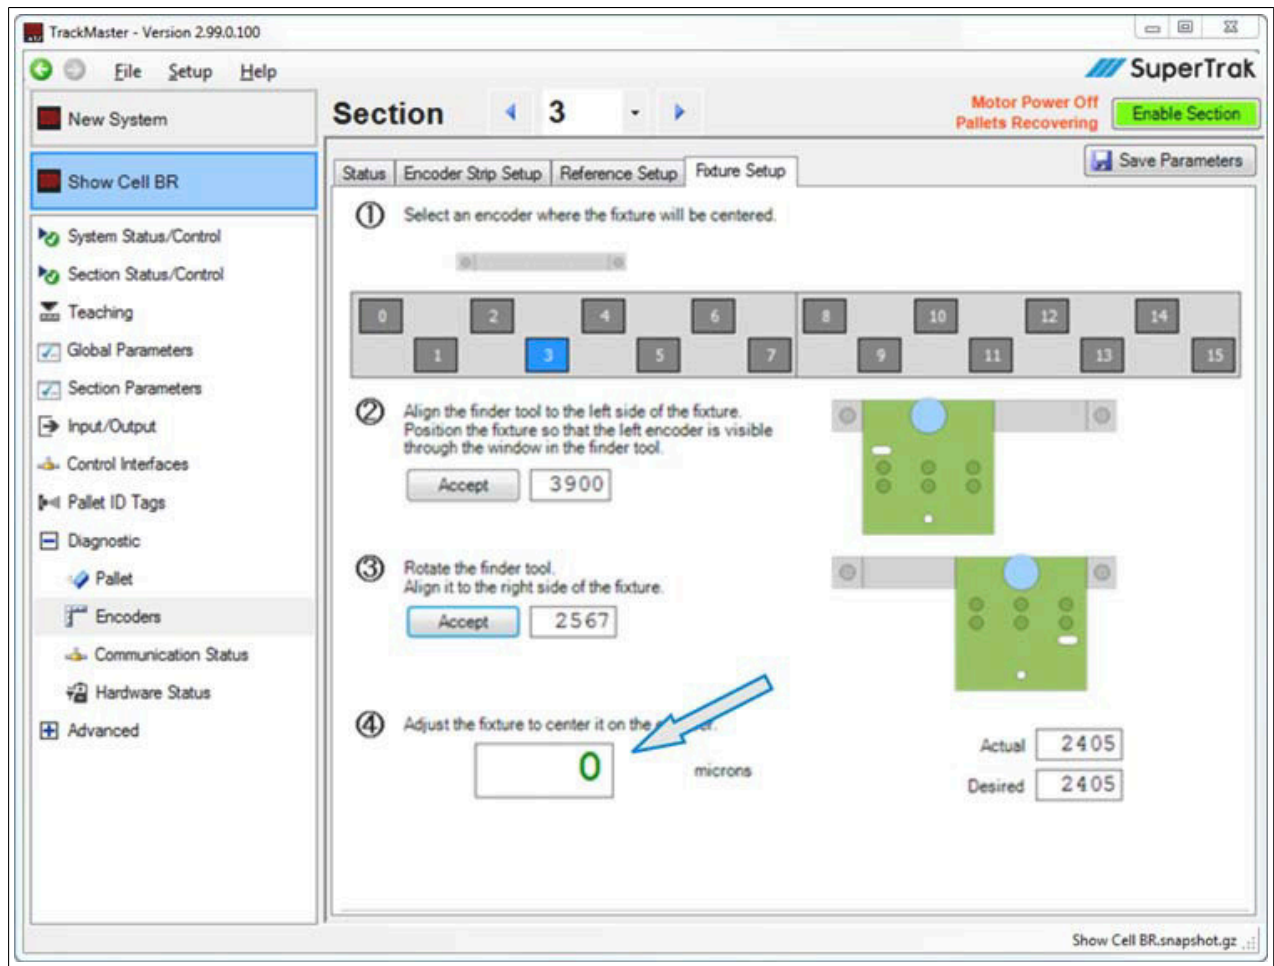 TrackMaster - Version 2.99.0.100
File Setup Help
SuperTrak
New System
Section 3
Motor Power Off
Pallets Recovering
Enable Section
Show Cell BR
Status Encoder Strip Setup Reference Setup Fixture Setup
Save Parameters
System Status/Control
Section Status/Control
Teaching
Global Parameters
Section Parameters
Input/Output
Control Interfaces
Pallet ID Tags
Diagnostic
Pallet
Encoders
Communication Status
Hardware Status
Advanced
1 Select an encoder where the fixture will be centered.
0 2 4 6 8 10 12 14
1 3 5 7 9 11 13 15
2 Align the finder tool to the left side of the fixture.
Position the fixture so that the left encoder is visible
through the window in the finder tool.
Accept 3900
3 Rotate the finder tool.
Align it to the right side of the fixture.
Accept 2567
4 Adjust the fixture to center it on the
0 microns
Actual 2405
Desired 2405
Show Cell BR.snapshot.gz